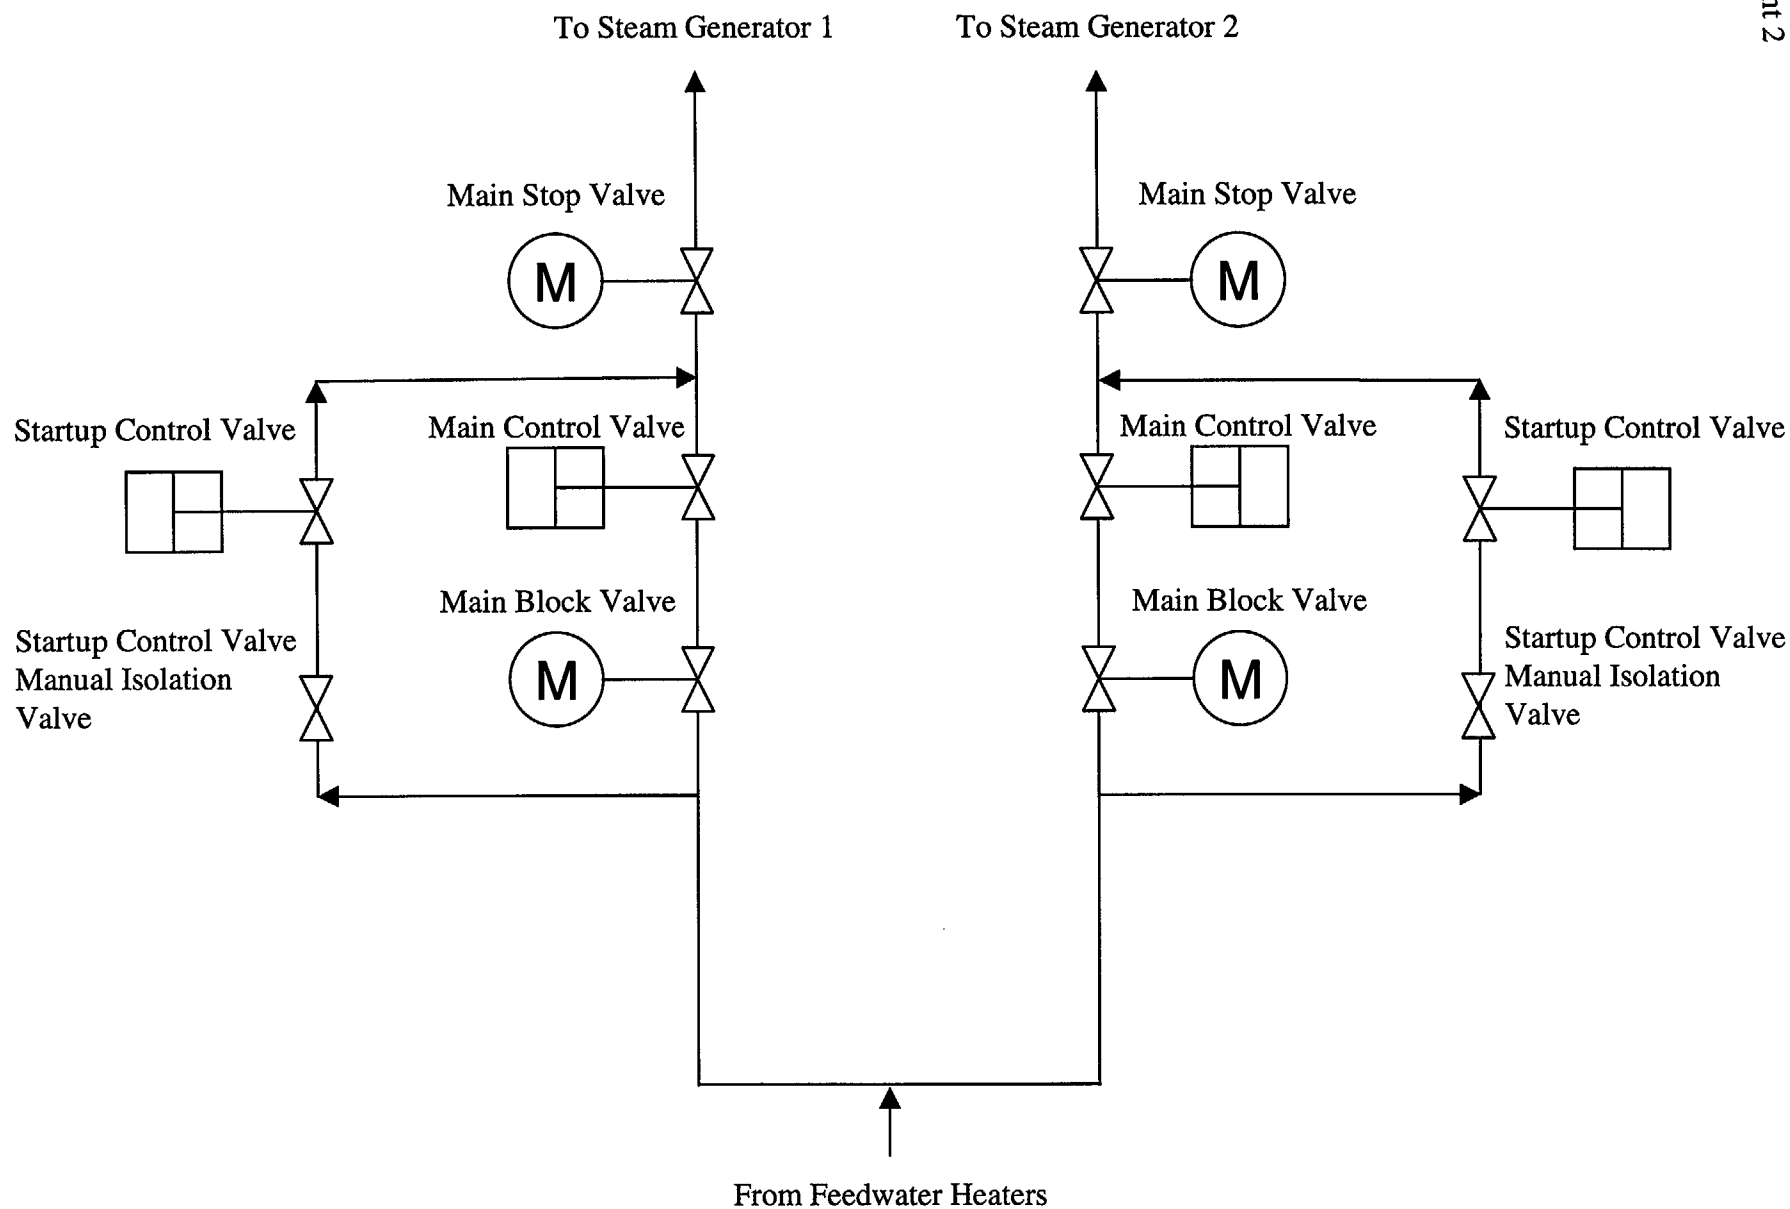 nt 2
To Steam Generator 1
To Steam Generator 2
Main Stop Valve
M
Main Stop Valve
M
Startup Control Valve
Main Control Valve
Main Control Valve
Startup Control Valve
Main Block Valve
M
Main Block Valve
M
Startup Control Valve
Manual Isolation
Valve
Startup Control Valve
Manual Isolation
Valve
From Feedwater Heaters